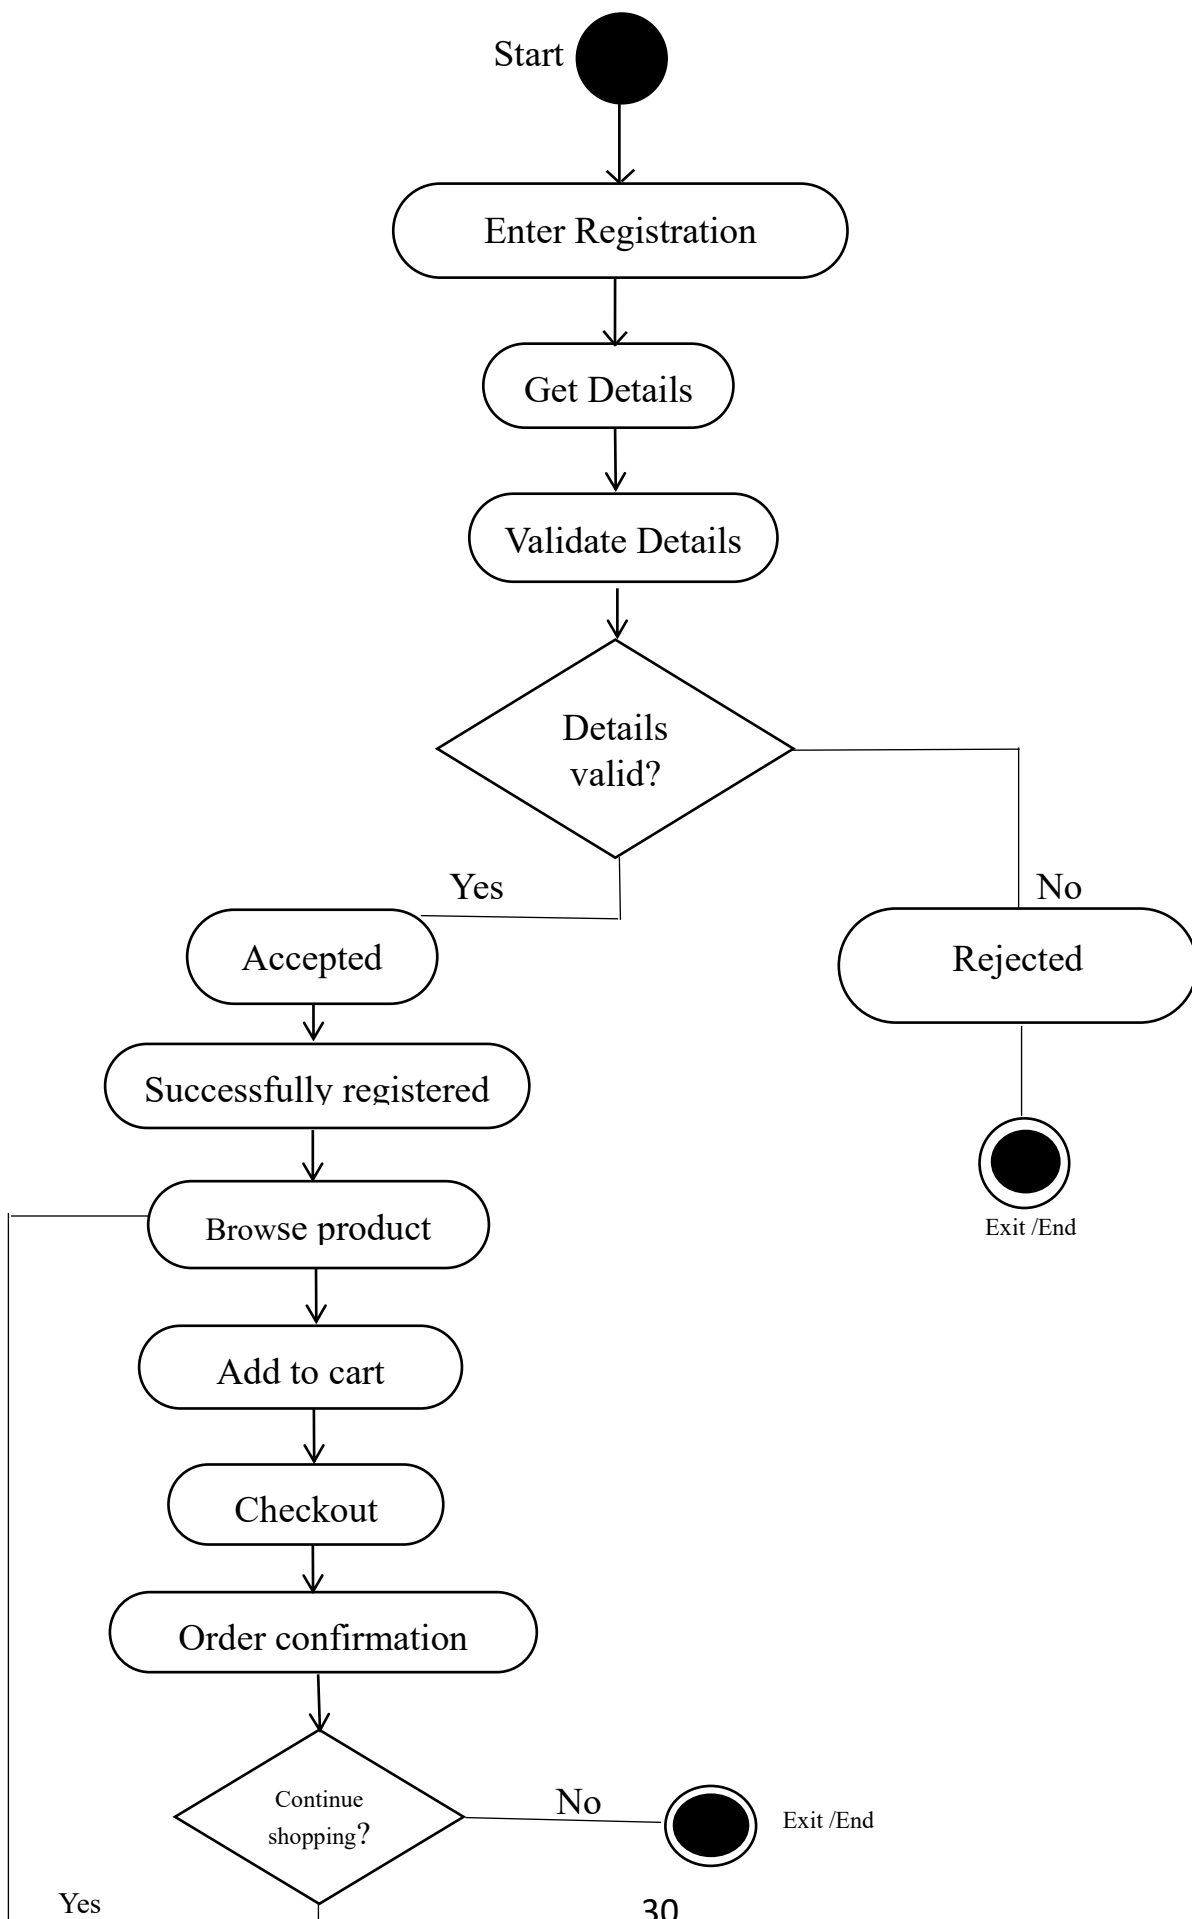 Start
Enter Registration
Get Details
Validate Details
Details
valid?
Yes
No
Accepted
Rejected
Successfully registered
Browse product
Exit /End
Add to cart
Checkout
Order confirmation
Continue
shopping?
No
Exit /End
Yes
30